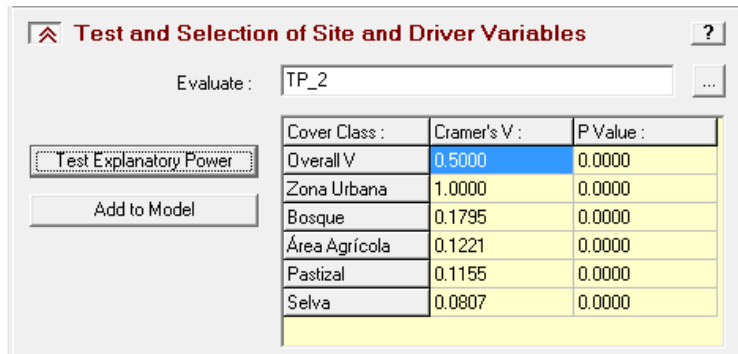 Test and Selection of Site and Driver Variables ?
Evaluate : TP_2 ...
Test Explanatory Power
Add to Model
Cover Class : Cramer's V : P Value :
Overall V 0.5000 0.0000
Zona Urbana 1.0000 0.0000
Bosque 0.1795 0.0000
Área Agrícola 0.1221 0.0000
Pastizal 0.1155 0.0000
Selva 0.0807 0.0000